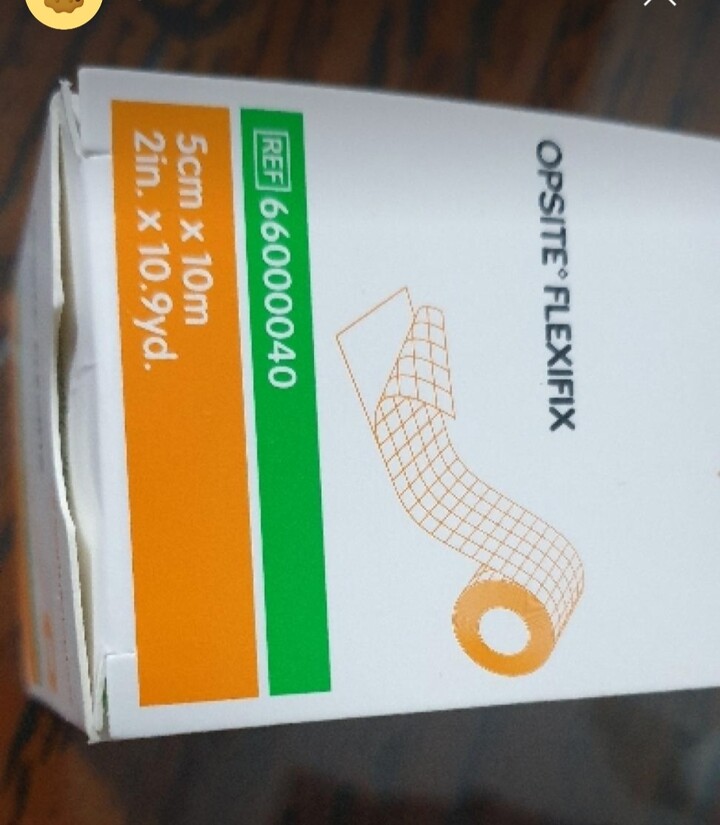 OPSITE° FLEXIFIX
REF 66000040
5cm x 10m
2in. x 10.9yd.